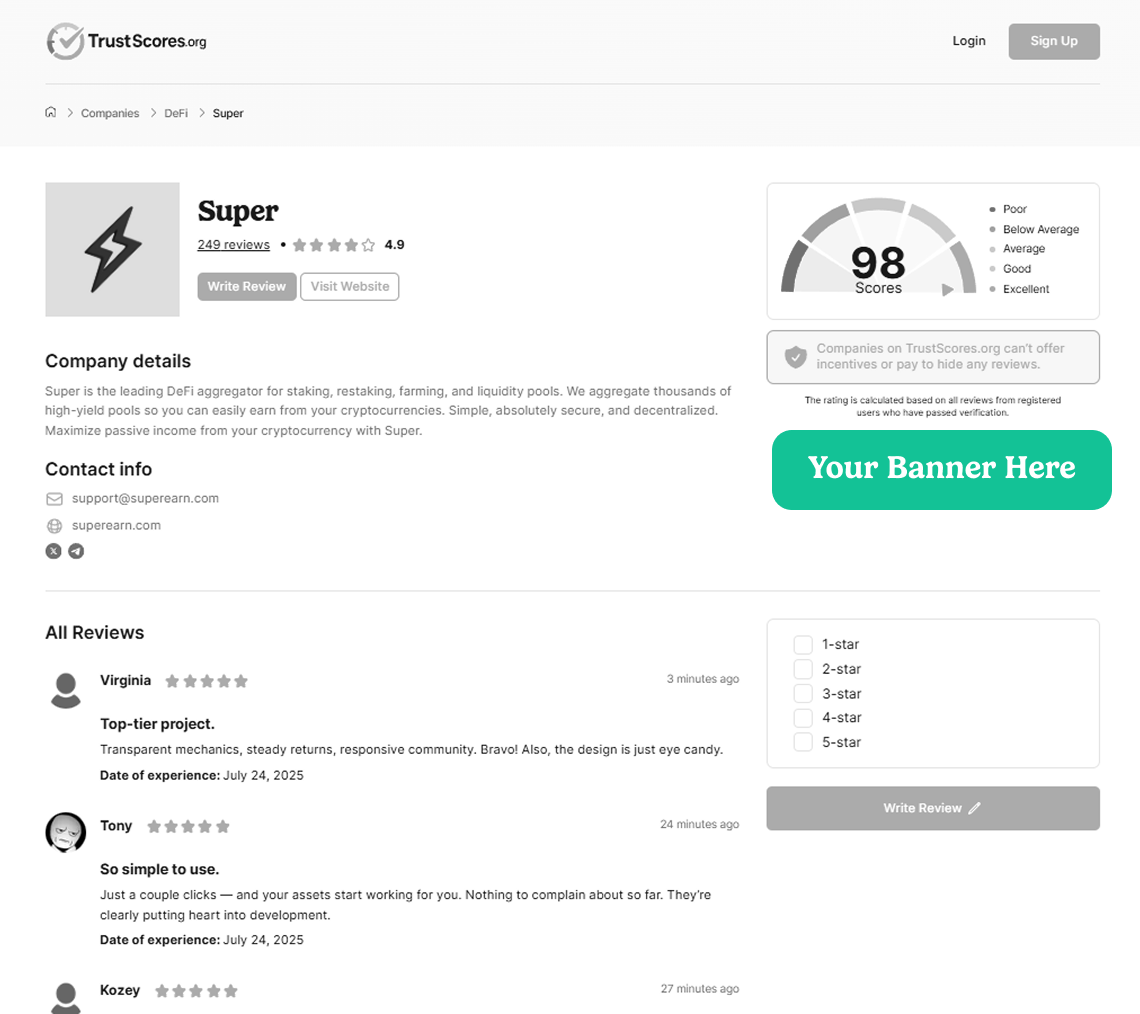 TrustScores.org
Login
Sign Up
Companies
DeFi
Super
Super
249 reviews • 4.9
Write Review
Visit Website
98
Scores
Poor
Below Average
Average
Good
Excellent
Companies on TrustScores.org can’t offer
incentives or pay to hide any reviews.
The rating is calculated based on all reviews from registered
users who have passed verification.
Your Banner Here
Company details
Super is the leading DeFi aggregator for staking, restaking, farming, and liquidity pools. We aggregate thousands of
high-yield pools so you can easily earn from your cryptocurrencies. Simple, absolutely secure, and decentralized.
Maximize passive income from your cryptocurrency with Super.
Contact info
support@superearn.com
superearn.com
All Reviews
Virginia
3 minutes ago
Top-tier project.
Transparent mechanics, steady returns, responsive community. Bravo! Also, the design is just eye candy.
Date of experience: July 24, 2025
Tony
24 minutes ago
So simple to use.
Just a couple clicks — and your assets start working for you. Nothing to complain about so far. They’re
clearly putting heart into development.
Date of experience: July 24, 2025
Kozey
27 minutes ago
1-star
2-star
3-star
4-star
5-star
Write Review